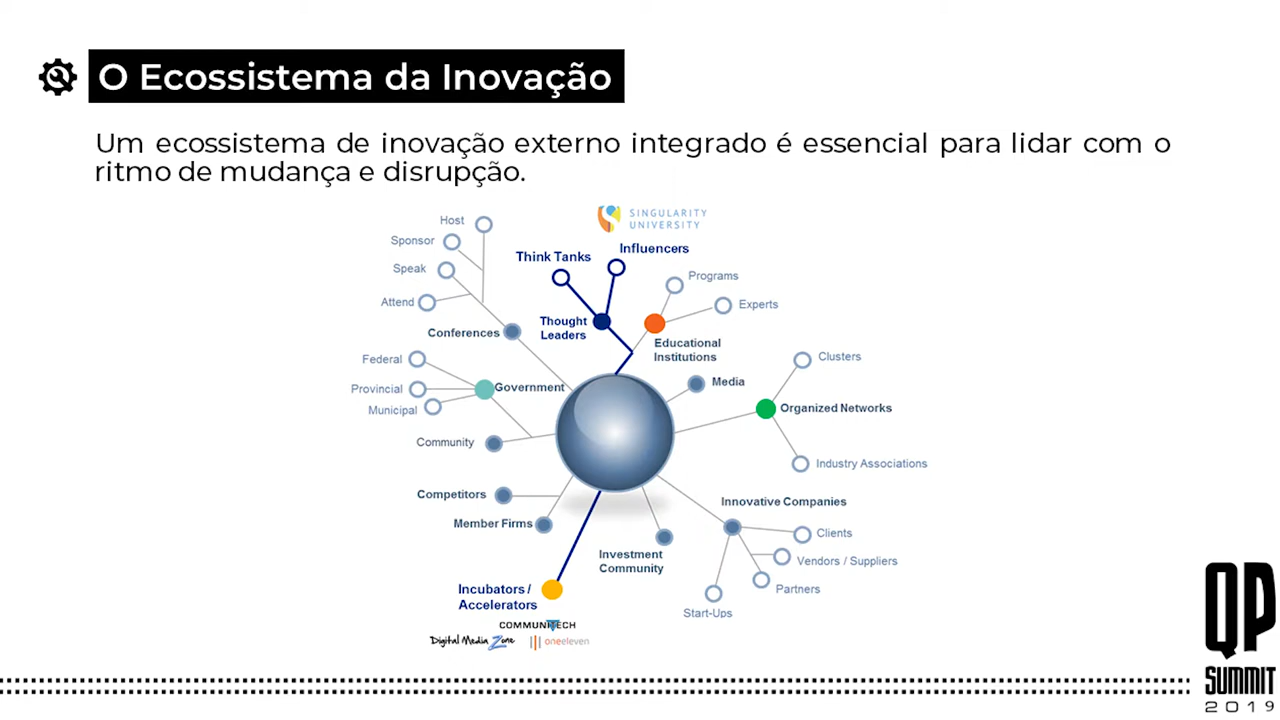 O Ecossistema da Inovação
Um ecossistema de inovação externo integrado é essencial para lidar com o
ritmo de mudança e disrupção.
SINGULARITY
UNIVERSITY
Host
Sponsor
Speak
Attend
Conferences
Think Tanks
Influencers
Thought
Leaders
Programs
Experts
Educational
Institutions
Media
Federal
Provincial
Municipal
Government
Community
Clusters
Organized Networks
Industry Associations
Competitors
Member Firms
Investment
Community
Innovative Companies
Clients
Vendors / Suppliers
Partners
Start-Ups
Incubators /
Accelerators
COMMUNITECH
Digital Media Zone
oneeleven
QP
SUMMIT
2019